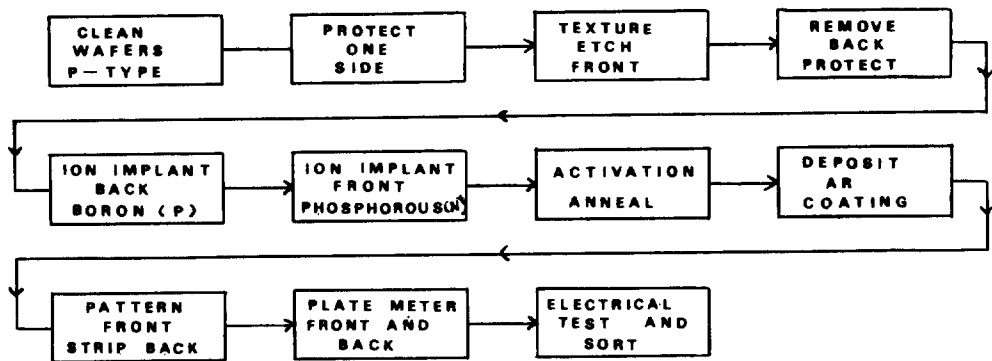 CLEAN
WAFERS
P-TYPE
PROTECT
ONE
SIDE
TEXTURE
ETCH
FRONT
REMOVE
BACK
PROTECT
ION IMPLANT
BACK
BORON (P)
ION IMPLANT
FRONT
PHOSPHOROUS(N)
ACTIVATION
ANNEAL
DEPOSIT
AR
COATING
PATTERN
FRONT
STRIP BACK
PLATE METER
FRONT AND
BACK
ELECTRICAL
TEST AND
SORT